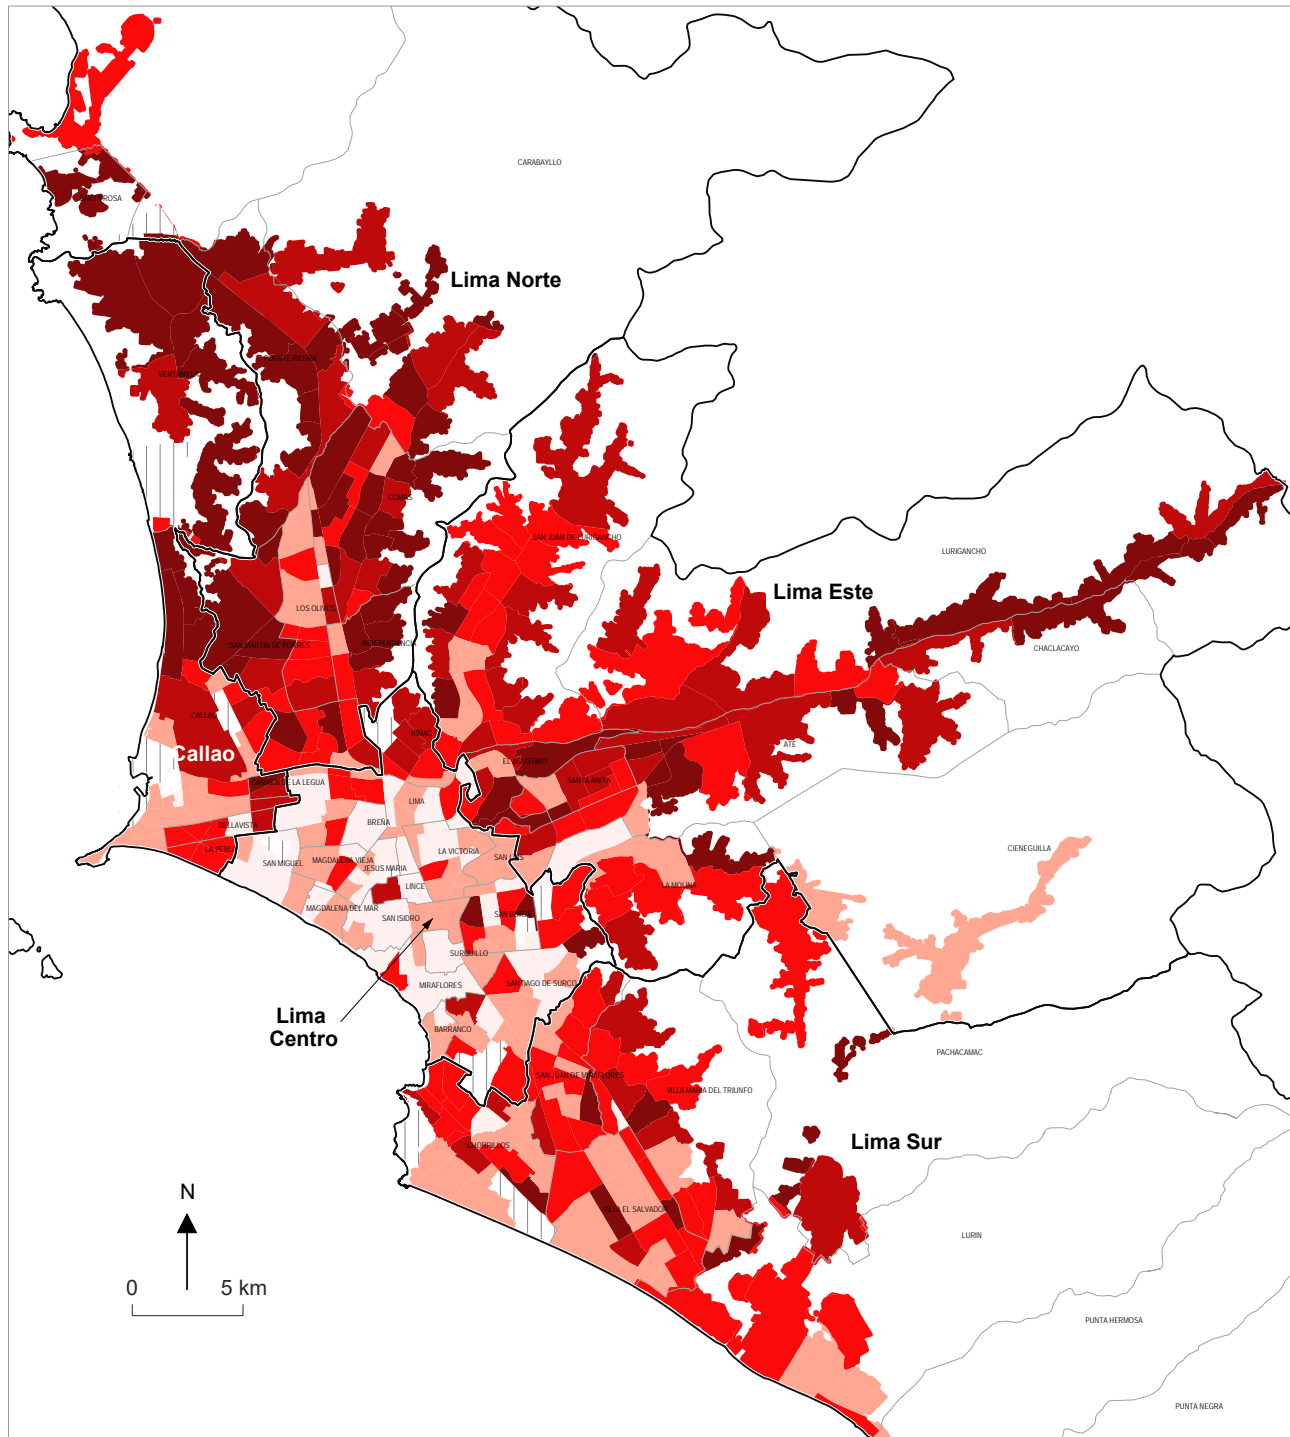 CARABAYLLO
SANTA ROSA
Lima Norte
PUENTE PIEDRA
VENTANILLA
COMAS
SAN JUAN DE LURIGANCHO
LURIGANCHO
Lima Este
LOS OLIVOS
SAN MARTIN DE PORRES
INDEPENDENCIA
CHACLACAYO
CALLAO
RIMAC
ATE
Callao
EL AGUSTINO
SANTA ANITA
CARMEN DE LA LEGUA
LIMA
BREÑA
BELLAVISTA
LA PERLA
SAN MIGUEL
MAGDALENA VIEJA
JESUS MARIA
LA VICTORIA
SAN LUIS
CIENEGUILLA
LINCE
LA MOLINA
MAGDALENA DEL MAR
SAN ISIDRO
SAN BORJA
SURQUILLO
MIRAFLORES
SANTIAGO DE SURCO
Lima
Centro
BARRANCO
PACHACAMAC
SAN JUAN DE MIRAFLORES
VILLA MARIA DEL TRIUNFO
CHORRILLOS
Lima Sur
N
VILLA EL SALVADOR
LURIN
0 5 km
PUNTA HERMOSA
PUNTA NEGRA